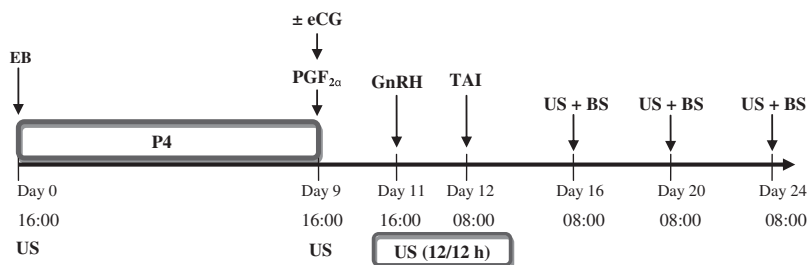 ± eCG
EB
PGF2α
GnRH
TAI
US + BS
US + BS
US + BS
P4
Day 0
Day 9
Day 11
Day 12
Day 16
Day 20
Day 24
16:00
16:00
16:00
08:00
08:00
08:00
08:00
US
US
US (12/12 h)